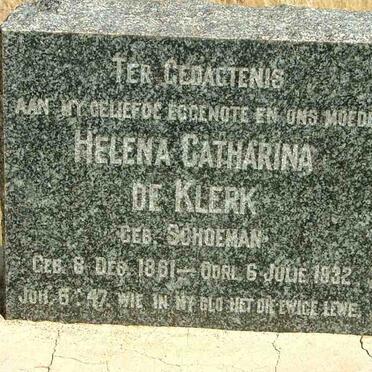 TER GEDAGTENIS
AAN MY GELIEFDE EGGENOTE EN ONS MOEDE
HELENA CATHARINA
DE KLERK
GEB. SCHOEMAN
GEB. 8 DES. 1861 — OORL. 6 JULIE 1932
JOH. 6:47. WIE IN MY GLO HET DIE EWIGE LEWE.